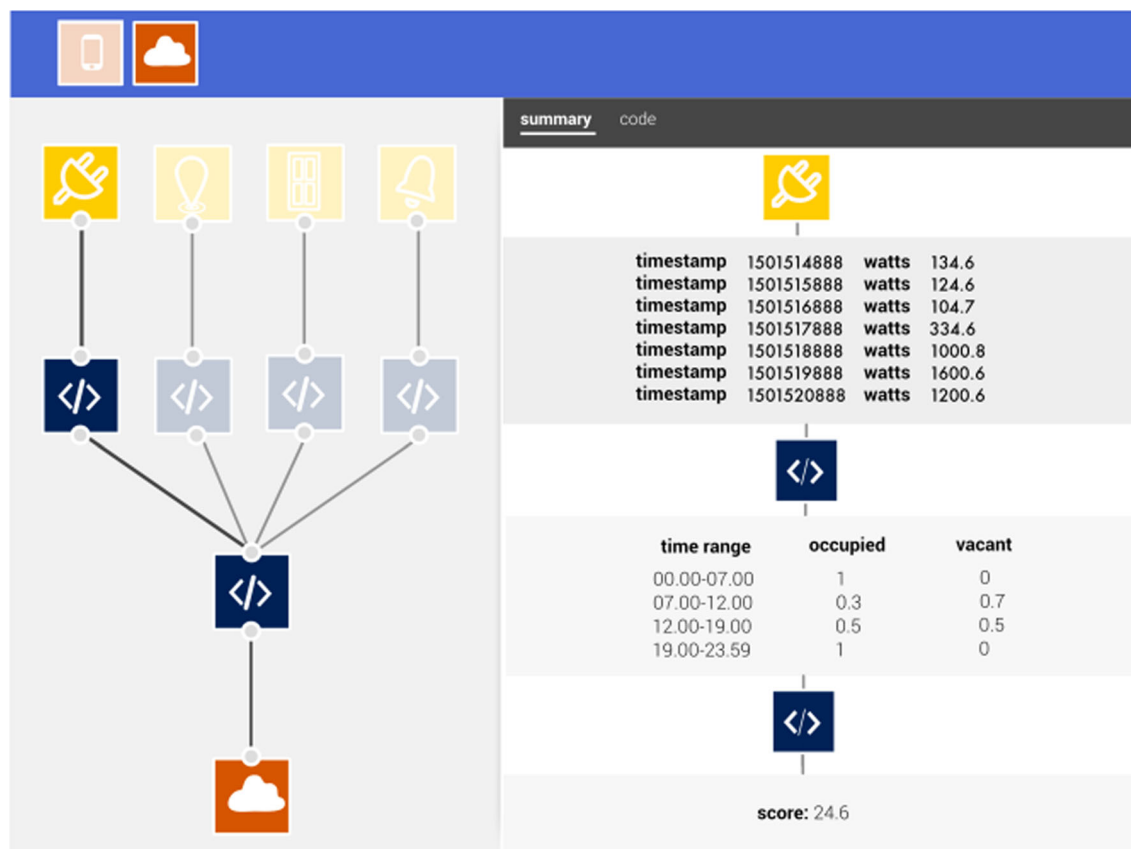 summary code
timestamp 1501514888 watts 134.6
timestamp 1501515888 watts 124.6
timestamp 1501516888 watts 104.7
timestamp 1501517888 watts 334.6
timestamp 1501518888 watts 1000.8
timestamp 1501519888 watts 1600.6
timestamp 1501520888 watts 1200.6
</>
</> </> </> </>
time range occupied vacant
00.00-07.00 1 0
07.00-12.00 0.3 0.7
12.00-19.00 0.5 0.5
19.00-23.59 1 0
</>
</>
score: 24.6